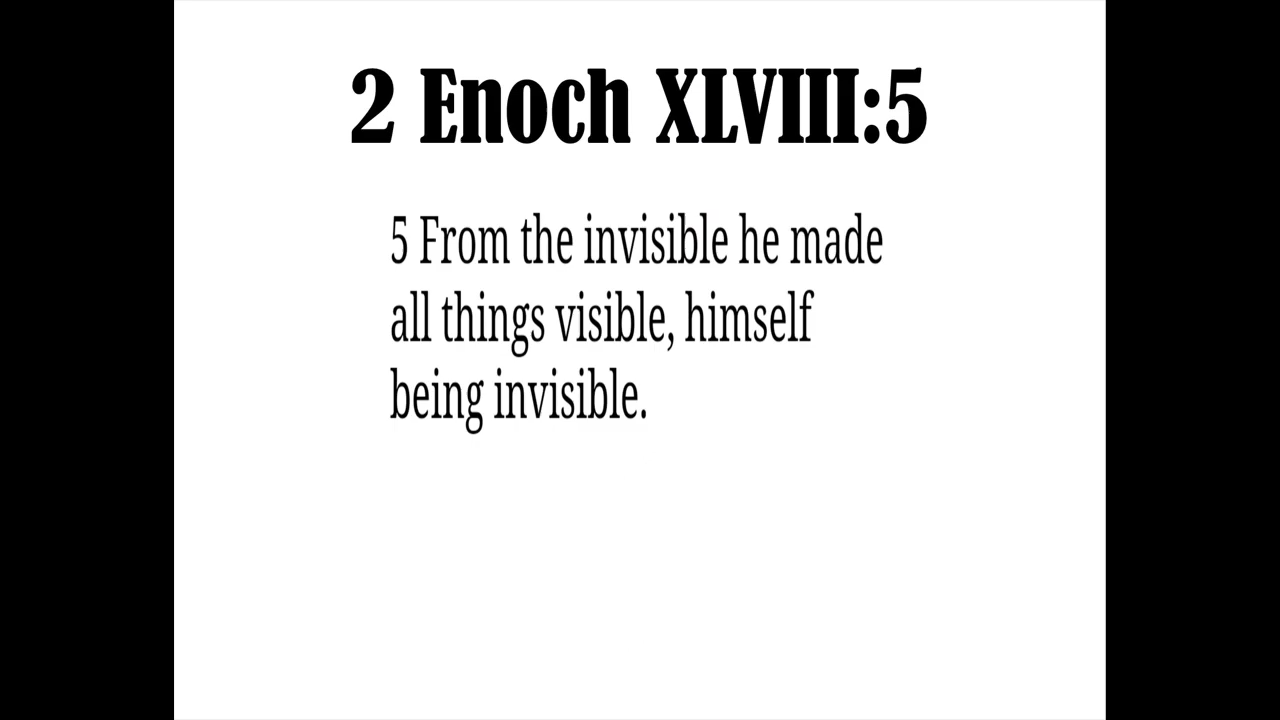 2 Enoch XLVIII:5
5 From the invisible he made
all things visible, himself
being invisible.